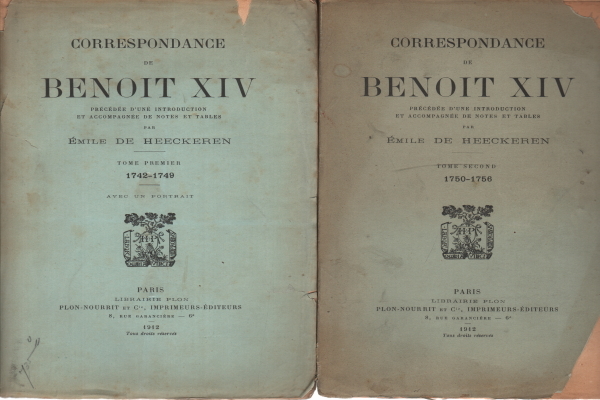 CORRESPONDANCE
DE
BENOIT XIV
PRÉCÉDÉE D'UNE INTRODUCTION
ET ACCOMPAGNÉE DE NOTES ET TABLES
PAR
ÉMILE DE HEECKEREN
TOME PREMIER
1742-1749
AVEC UN PORTRAIT
PARIS
LIBRAIRIE PLON
PLON-NOURRIT ET Cie, IMPRIMEURS-ÉDITEURS
8, RUE GARANCIÈRE — 6e
1912
Tous droits réservés
CORRESPONDANCE
DE
BENOIT XIV
PRÉCÉDÉE D'UNE INTRODUCTION
ET ACCOMPAGNÉE DE NOTES ET TABLES
PAR
ÉMILE DE HEECKEREN
TOME SECOND
1750-1756
PARIS
LIBRAIRIE PLON
PLON-NOURRIT ET Cie, IMPRIMEURS-ÉDITEURS
8, RUE GARANCIÈRE — 6e
1912
Tous droits réservés